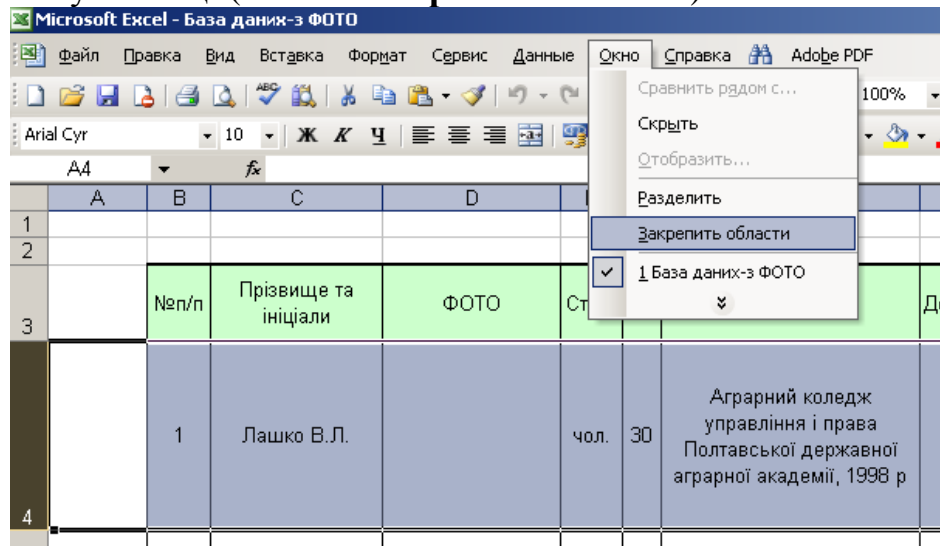 Microsoft Excel - База даних-з ФОТО
Файл Правка Вид Вставка Формат Сервис Данные Окно Справка Adobe PDF
Сравнить рядом с...
Скрыть
Отобразить...
Разделить
Закрепить области
1 База даних-з ФОТО
100%
Arial Cyr 10 Ж К Ч
A4 fx
A B C D
1
2
3 №п/п Прізвище та ініціали ФОТО Ст
4 1 Лашко В.Л. чол. 30 Аграрний коледж
управління і права
Полтавської державної
аграрної академії, 1998 р